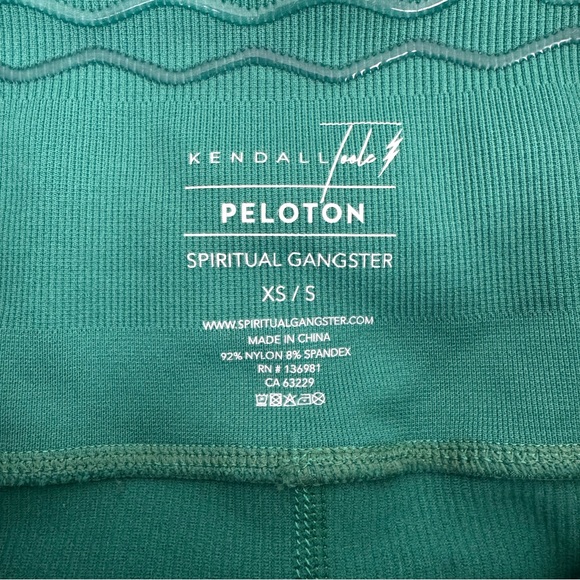 KENDALL Toole
PELOTON
SPIRITUAL GANGSTER
XS / S
WWW.SPIRITUALGANGSTER.COM
MADE IN CHINA
92% NYLON 8% SPANDEX
RN # 136981
CA 63229